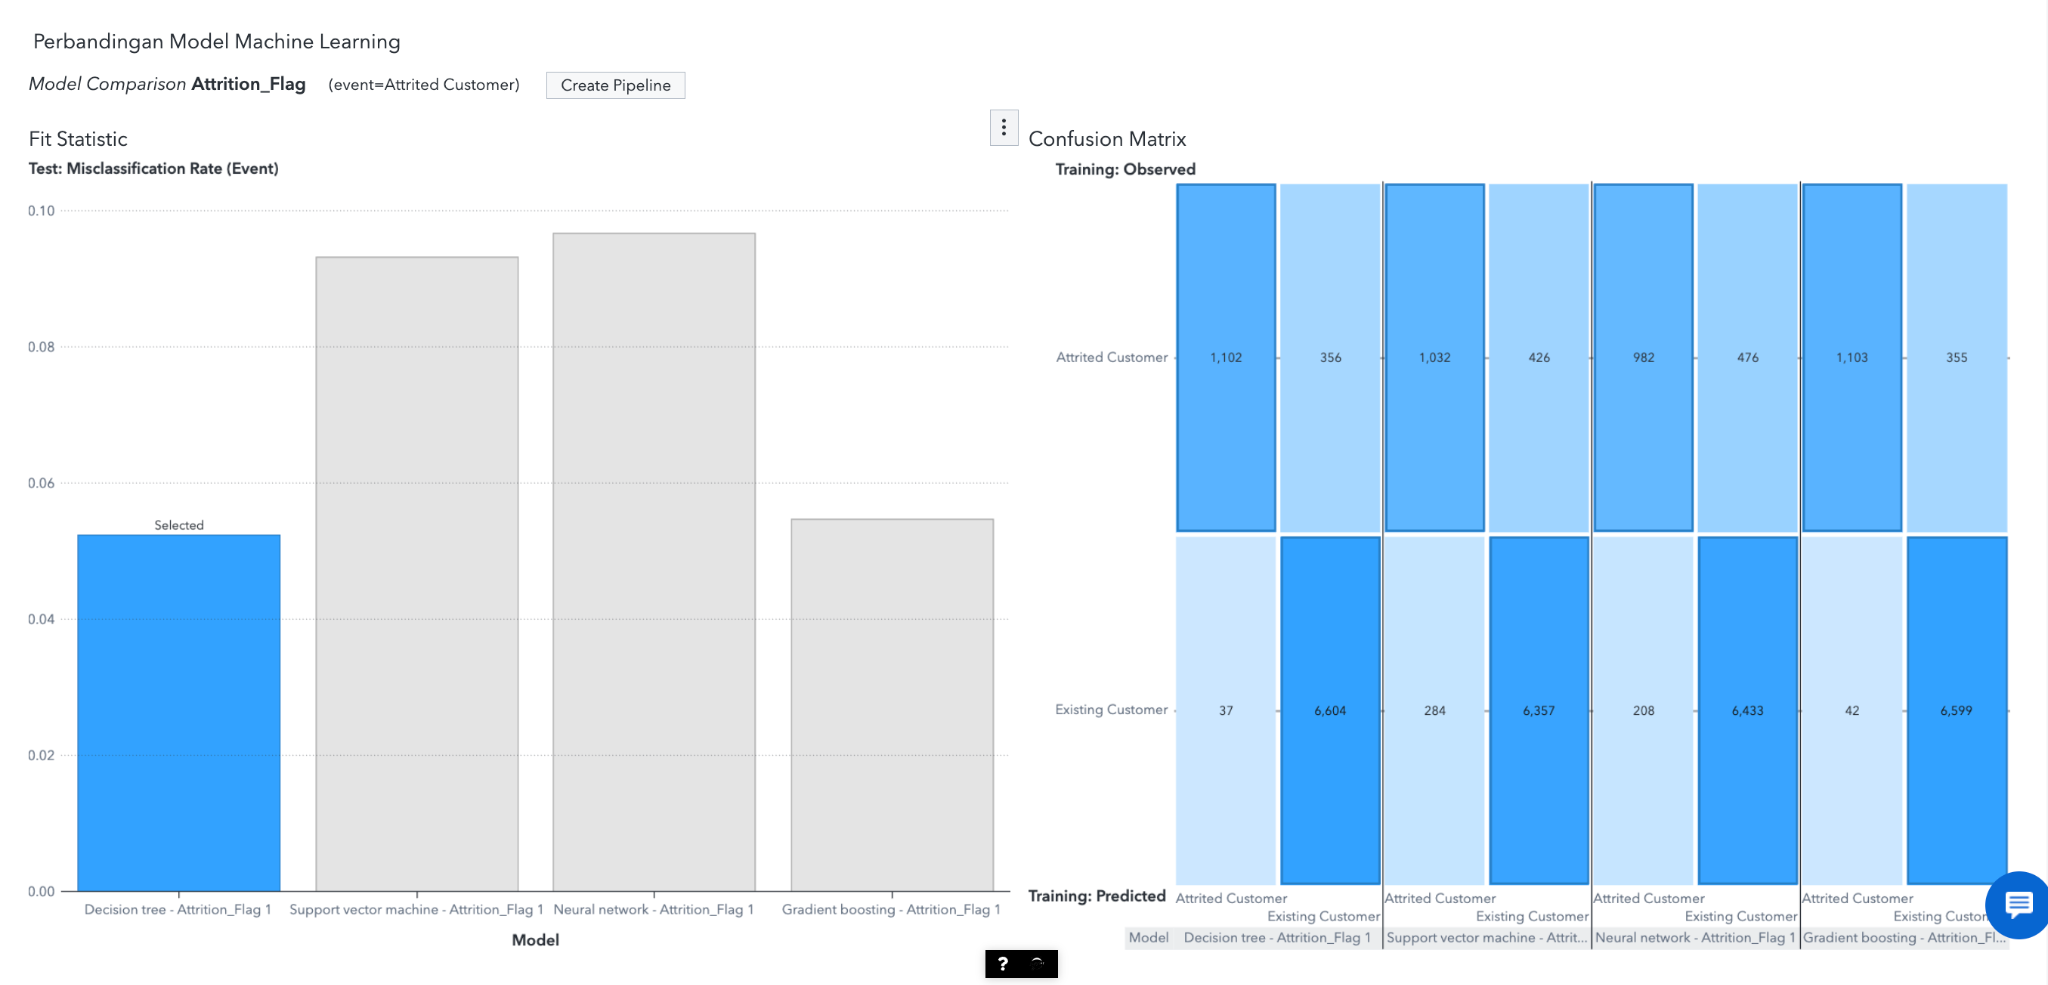 Perbandingan Model Machine Learning
Model Comparison Attrition_Flag (event=Attrited Customer) Create Pipeline
Fit Statistic
Test: Misclassification Rate (Event)
0.10
0.08
0.06
0.04
0.02
0.00
Selected
Decision tree - Attrition_Flag 1 Support vector machine - Attrition_Flag 1 Neural network - Attrition_Flag 1 Gradient boosting - Attrition_Flag 1
Model
Confusion Matrix
Training: Observed
Attrited Customer 1,102 356 1,032 426 982 476 1,103 355
Existing Customer 37 6,604 284 6,357 208 6,433 42 6,599
Training: Predicted Attrited Customer Attrited Customer Attrited Customer Attrited Customer
Existing Customer Existing Customer Existing Customer Existing
Model Decision tree - Attrition_Flag 1 Support vector machine - Attrit... Neural network - Attrition_Flag 1 Gradient boosting - Attrition_Fl...
?